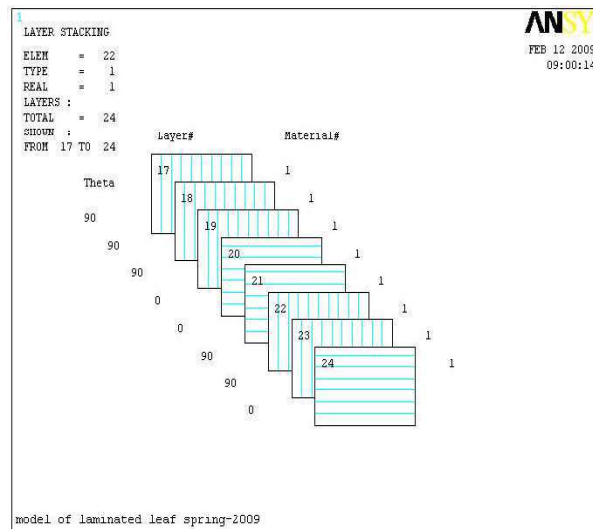 1
LAYER STACKING
ANSY
FEB 12 2009
09:00:14
ELEM = 22
TYPE = 1
REAL = 1
LAYERS :
TOTAL = 24
SHOWN :
FROM 17 TO 24
Layer# Material#
Theta
17 1
90
18 1
90
19 1
90
20 1
0
21 1
0
22 1
90
23 1
90
24 1
0
model of laminated leaf spring-2009